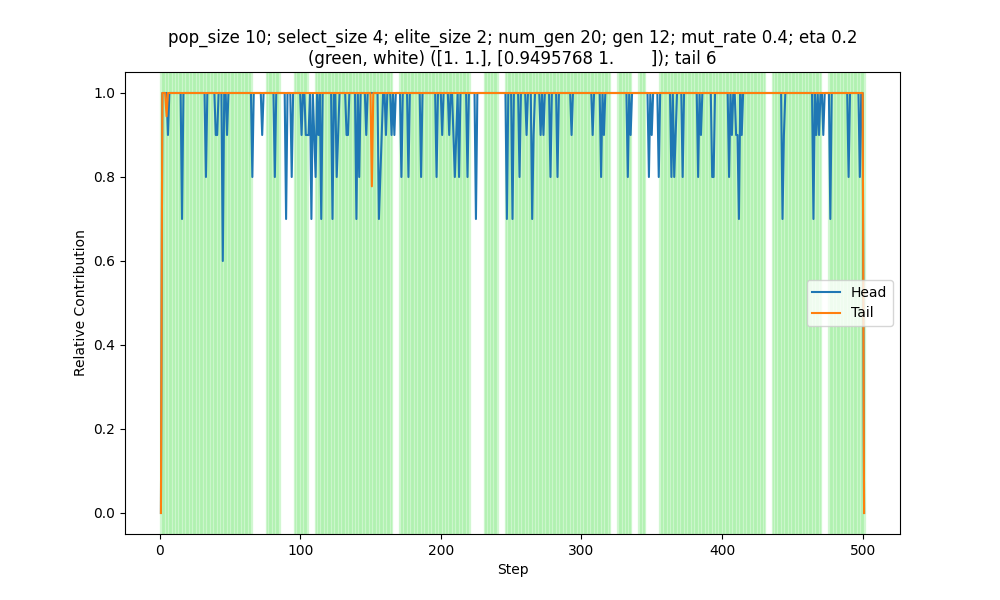 pop_size 10; select_size 4; elite_size 2; num_gen 20; gen 12; mut_rate 0.4; eta 0.2
(green, white) ([1. 1.], [0.9495768 1.        ]); tail 6
1.0
0.8
0.6
0.4
0.2
0.0
Relative Contribution
Head
Tail
0 100 200 300 400 500
Step